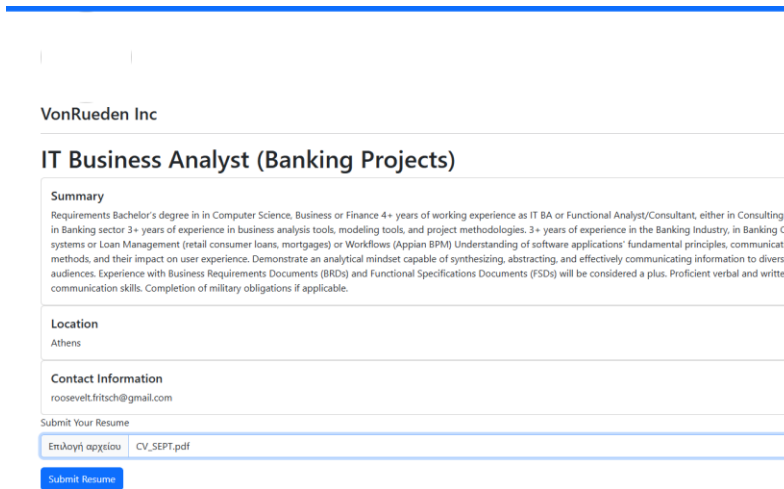 VonRueden Inc
IT Business Analyst (Banking Projects)
Summary
Requirements Bachelor's degree in in Computer Science, Business or Finance 4+ years of working experience as IT BA or Functional Analyst/Consultant, either in Consulting
in Banking sector 3+ years of experience in business analysis tools, modeling tools, and project methodologies. 3+ years of experience in the Banking Industry, in Banking
systems or Loan Management (retail consumer loans, mortgages) or Workflows (Appian BPM) Understanding of software applications' fundamental principles,
methods, and their impact on user experience. Demonstrate an analytical mindset capable of synthesizing, abstracting, and effectively communicating information to
audiences. Experience with Business Requirements Documents (BRDs) and Functional Specifications Documents (FSDs) will be considered a plus. Proficient verbal and
communication skills. Completion of military obligations if applicable.
Location
Athens
Contact Information
roosevelt.fritsch@gmail.com
Submit Your Resume
Επιλογή αρχείου CV_SEPT.pdf
Submit Resume